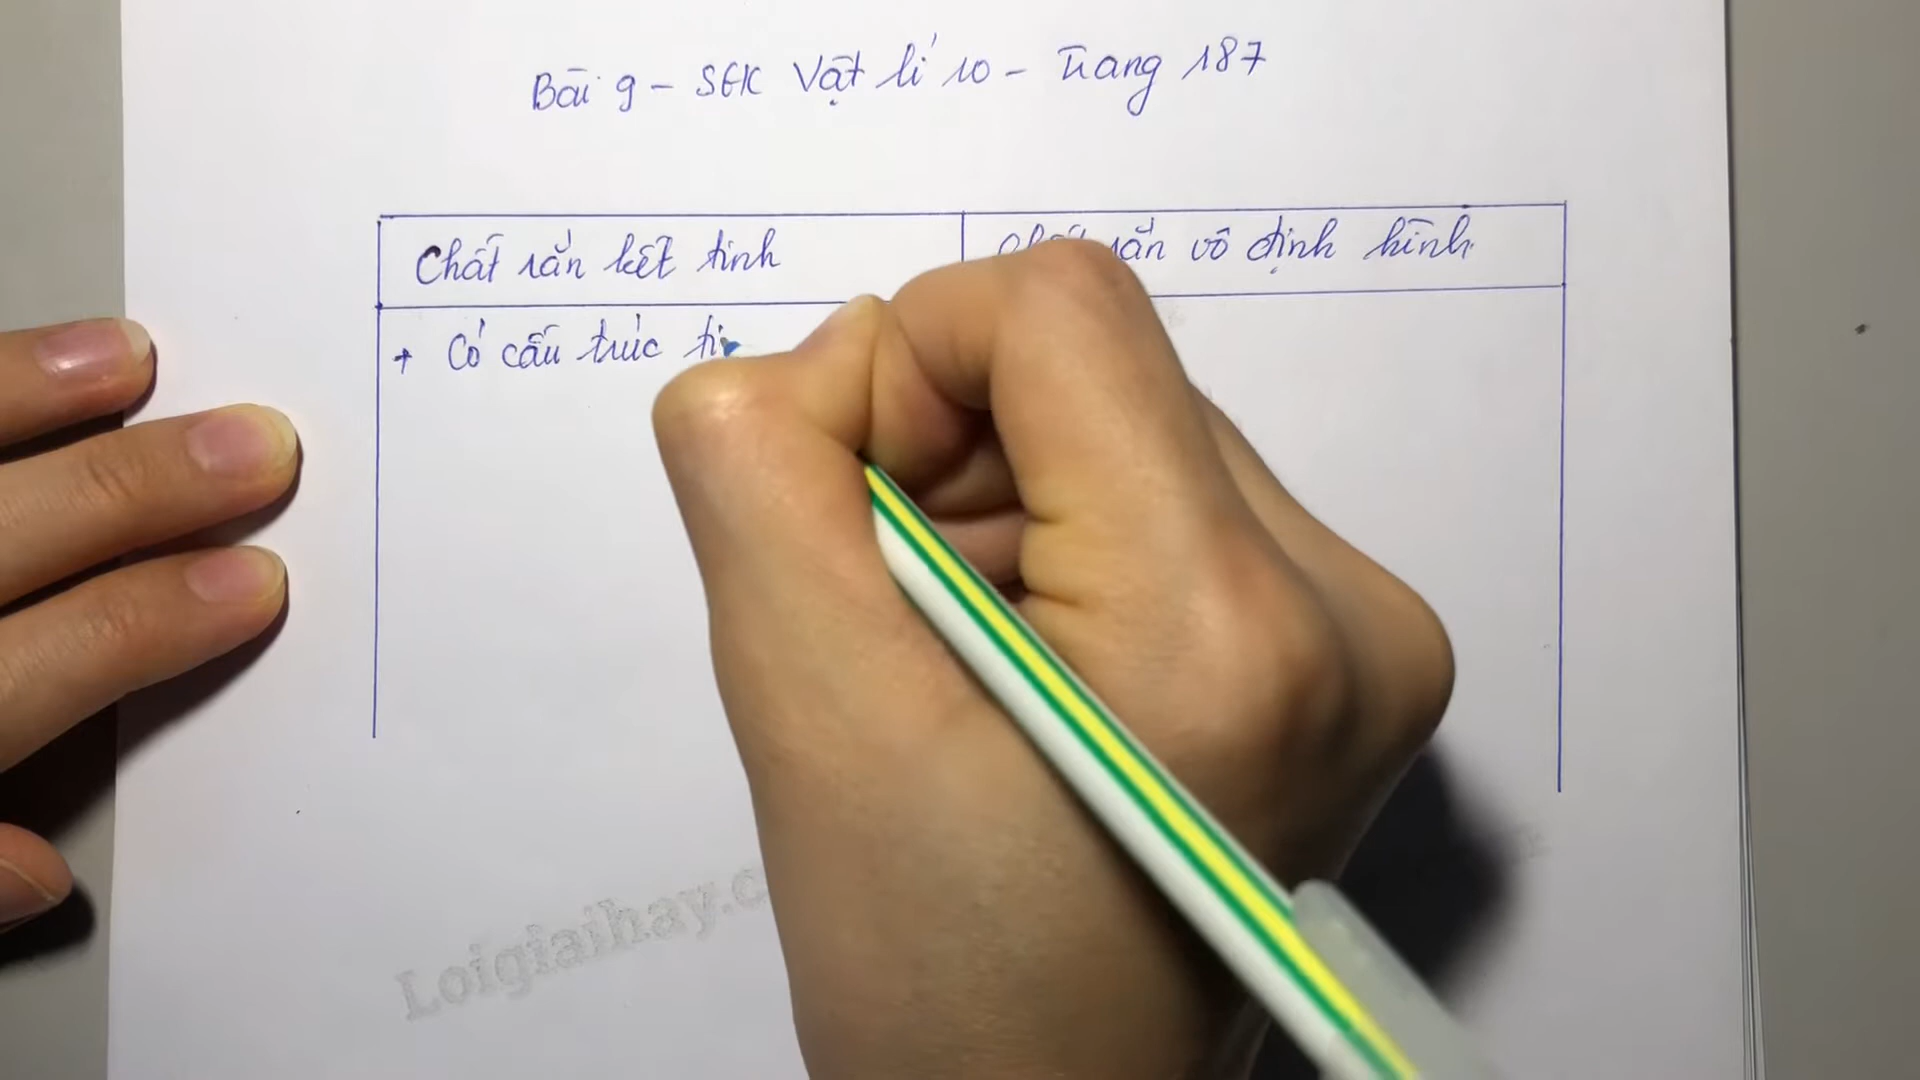 Bài 9 - SGK Vật lí 10 - Trang 187
Chất rắn kết tinh
rắn vô định hình
+ Có cấu trúc
Loigiaihay.c